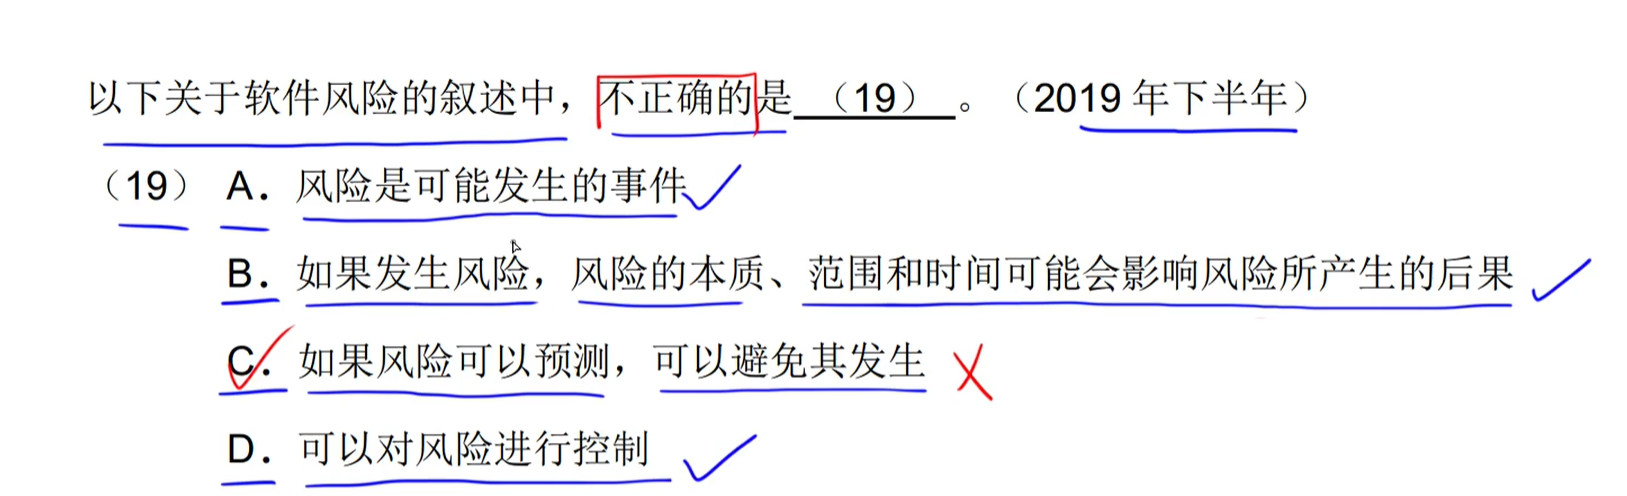 以下关于软件风险的叙述中，不正确的是（19）。（2019年下半年）
（19） A．风险是可能发生的事件
B．如果发生风险，风险的本质、范围和时间可能会影响风险所产生的后果
C．如果风险可以预测，可以避免其发生
D．可以对风险进行控制